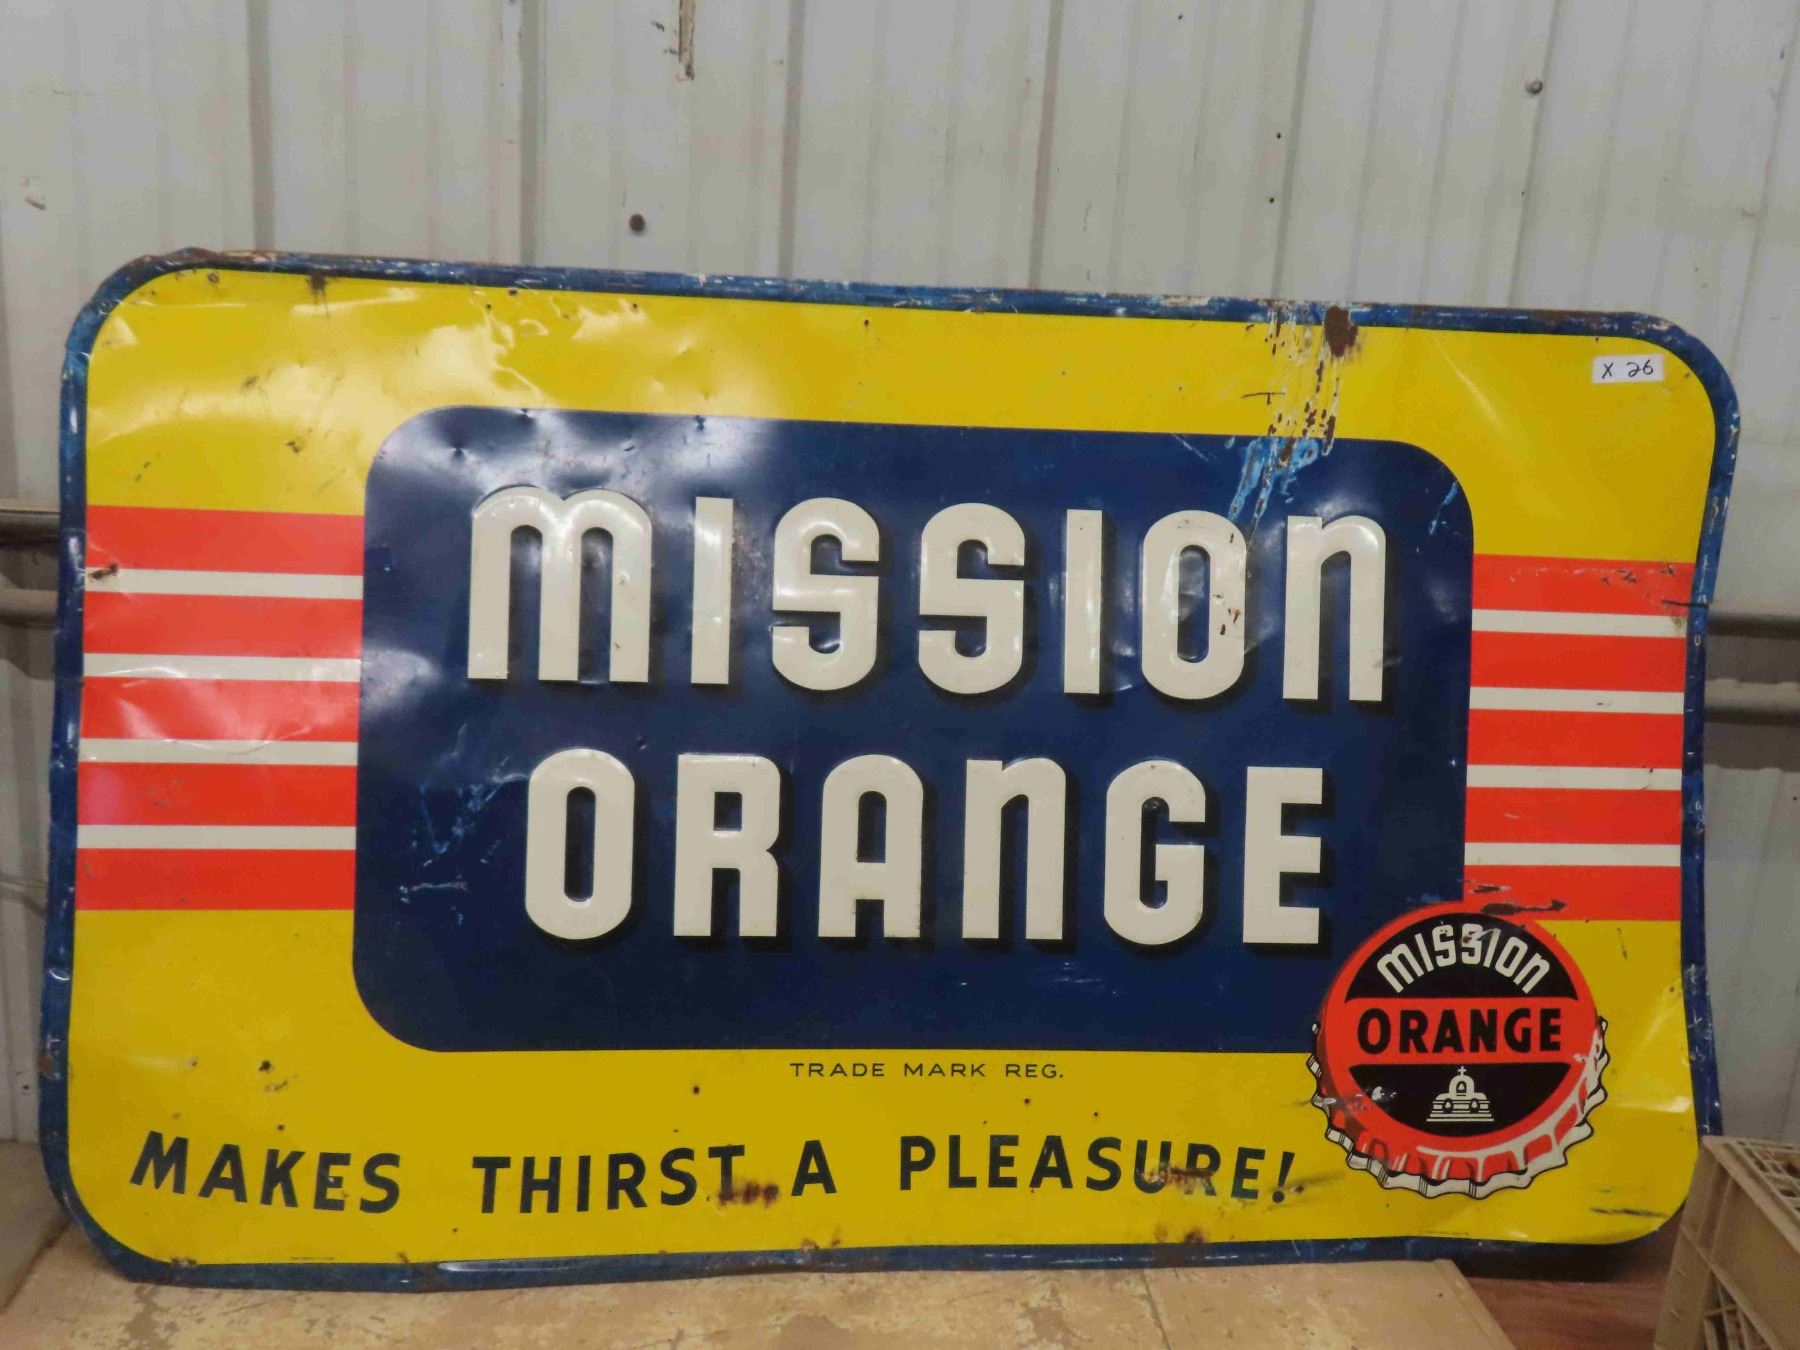 X 26
MISSION
ORANGE
MISSION
ORANGE
TRADE MARK REG.
MAKES THIRST A PLEASURE!